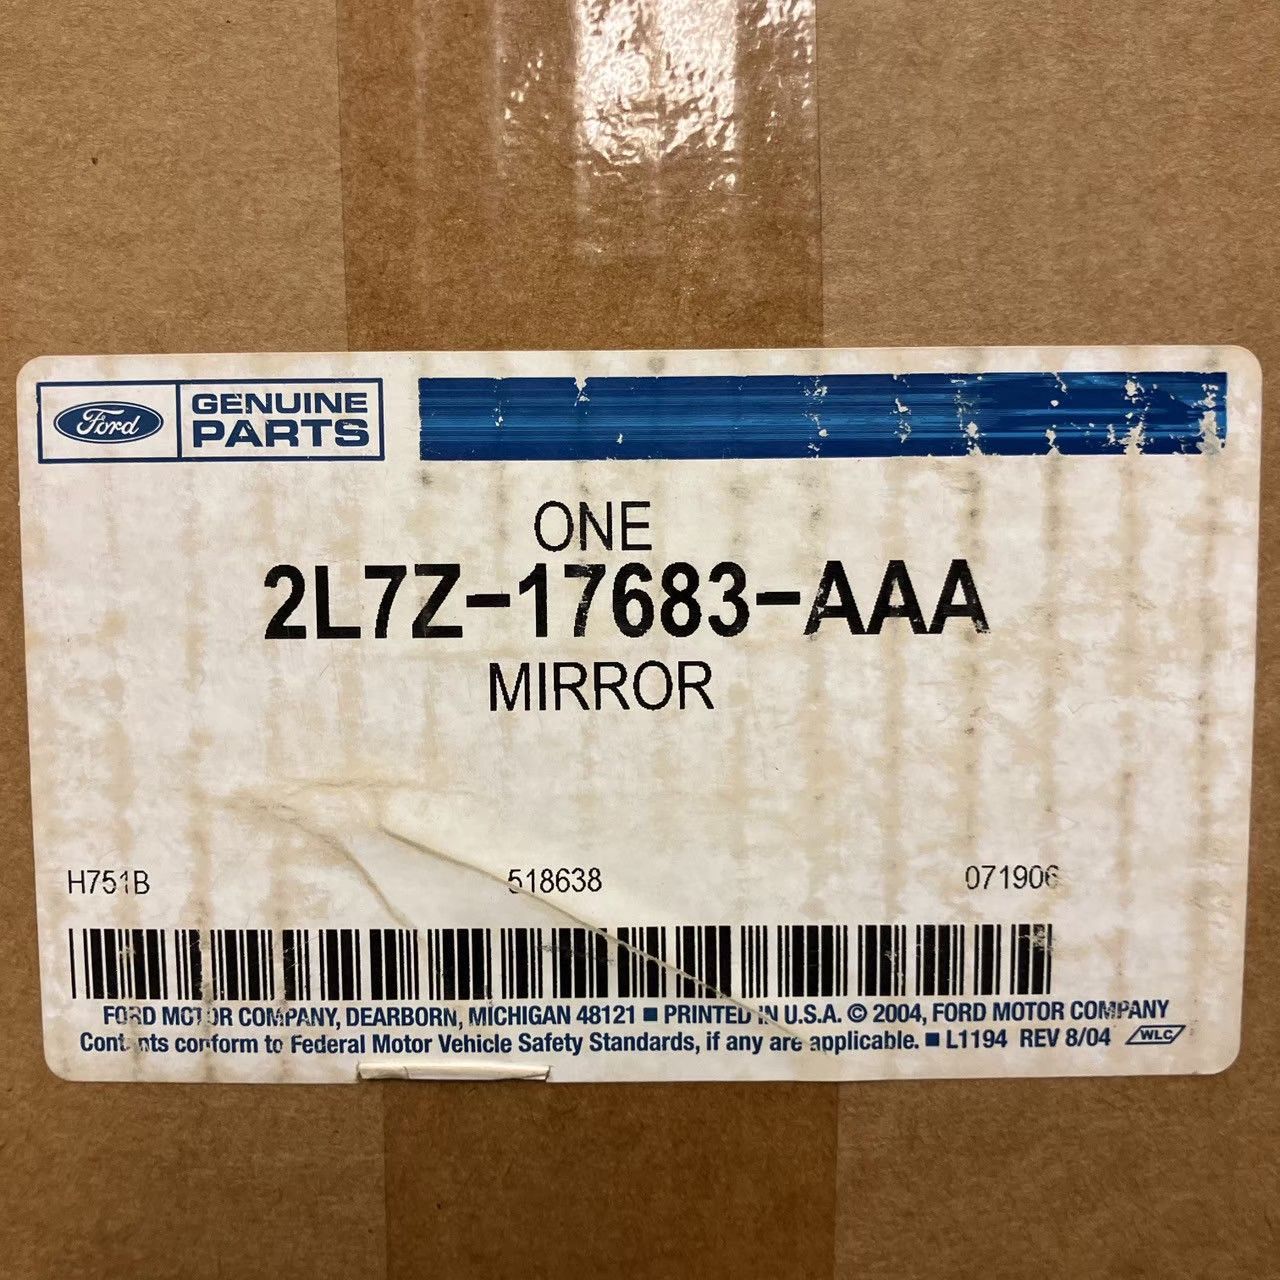 Ford
GENUINE
PARTS
ONE
2L7Z-17683-AAA
MIRROR
H751B 518638 071906
FORD MOTOR COMPANY, DEARBORN, MICHIGAN 48121 ■ PRINTED IN U.S.A. © 2004, FORD MOTOR COMPANY
Contents conform to Federal Motor Vehicle Safety Standards, if any are applicable. ■ L1194 REV 8/04 WLC